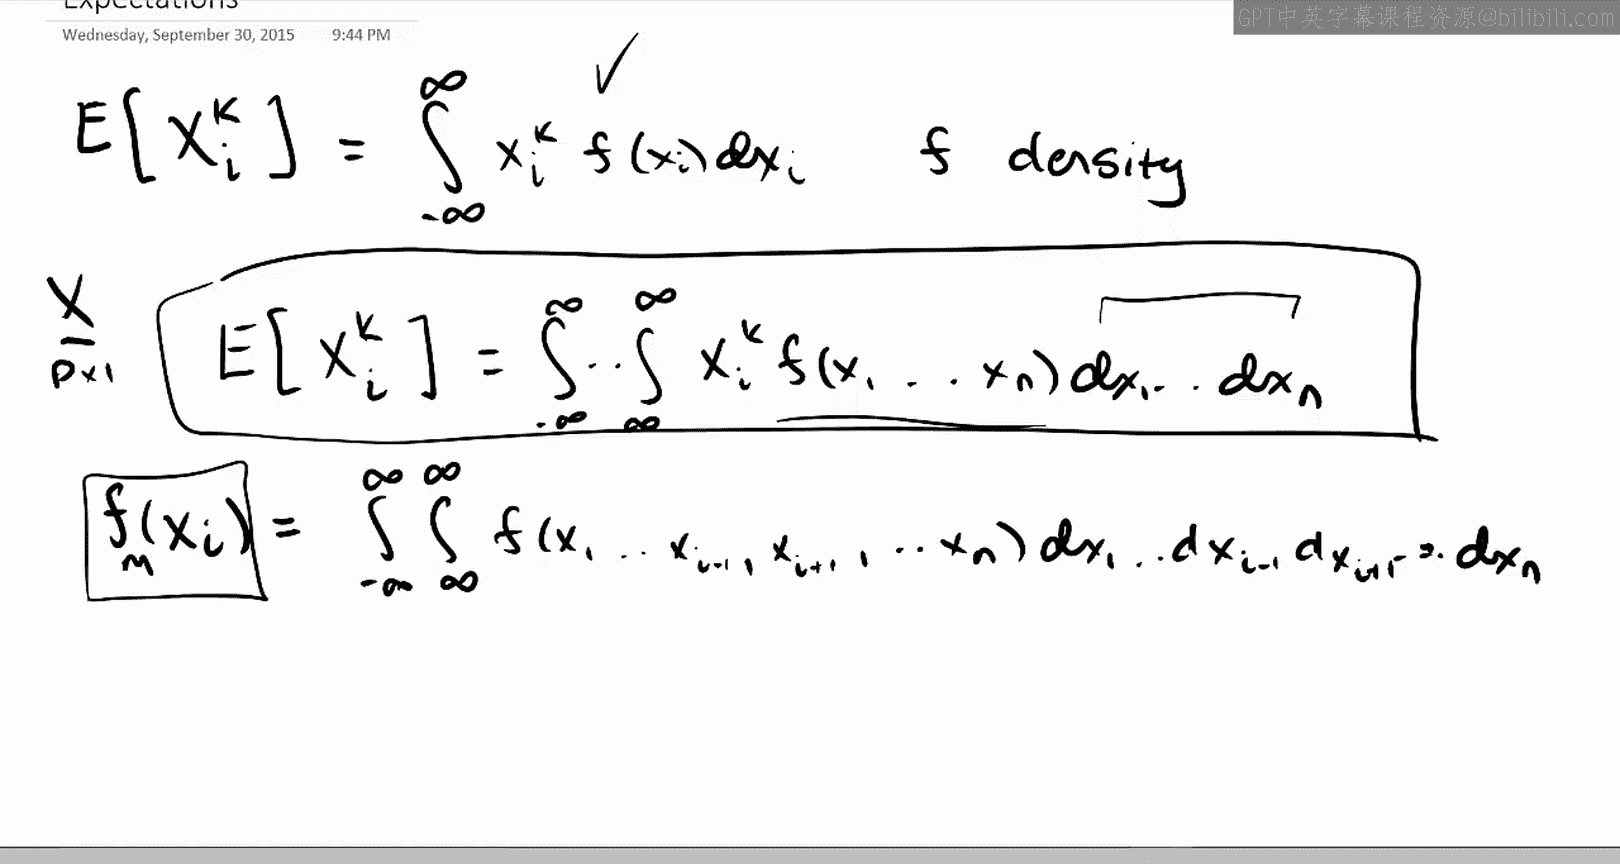 Expectations
GPT中英字幕课程资源@bilibili.com
Wednesday, September 30, 2015 9:44 PM
E[X_i^K] = ∫_{-∞}^{∞} x_i^K f(x_i) dx_i f density ✓
X p×1 E[X_i^K] = ∫_{-∞}^{∞} .. ∫_{∞}^{∞} x_i^K f(x_1 ... x_n) dx_1 .. dx_n
f_m(x_i) = ∫_{-∞}^{∞} ∫_{∞}^{∞} f(x_1 .. x_{i-1}, x_{i+1}, .. x_n) dx_1 .. dx_{i-1} dx_{i+1} .. dx_n